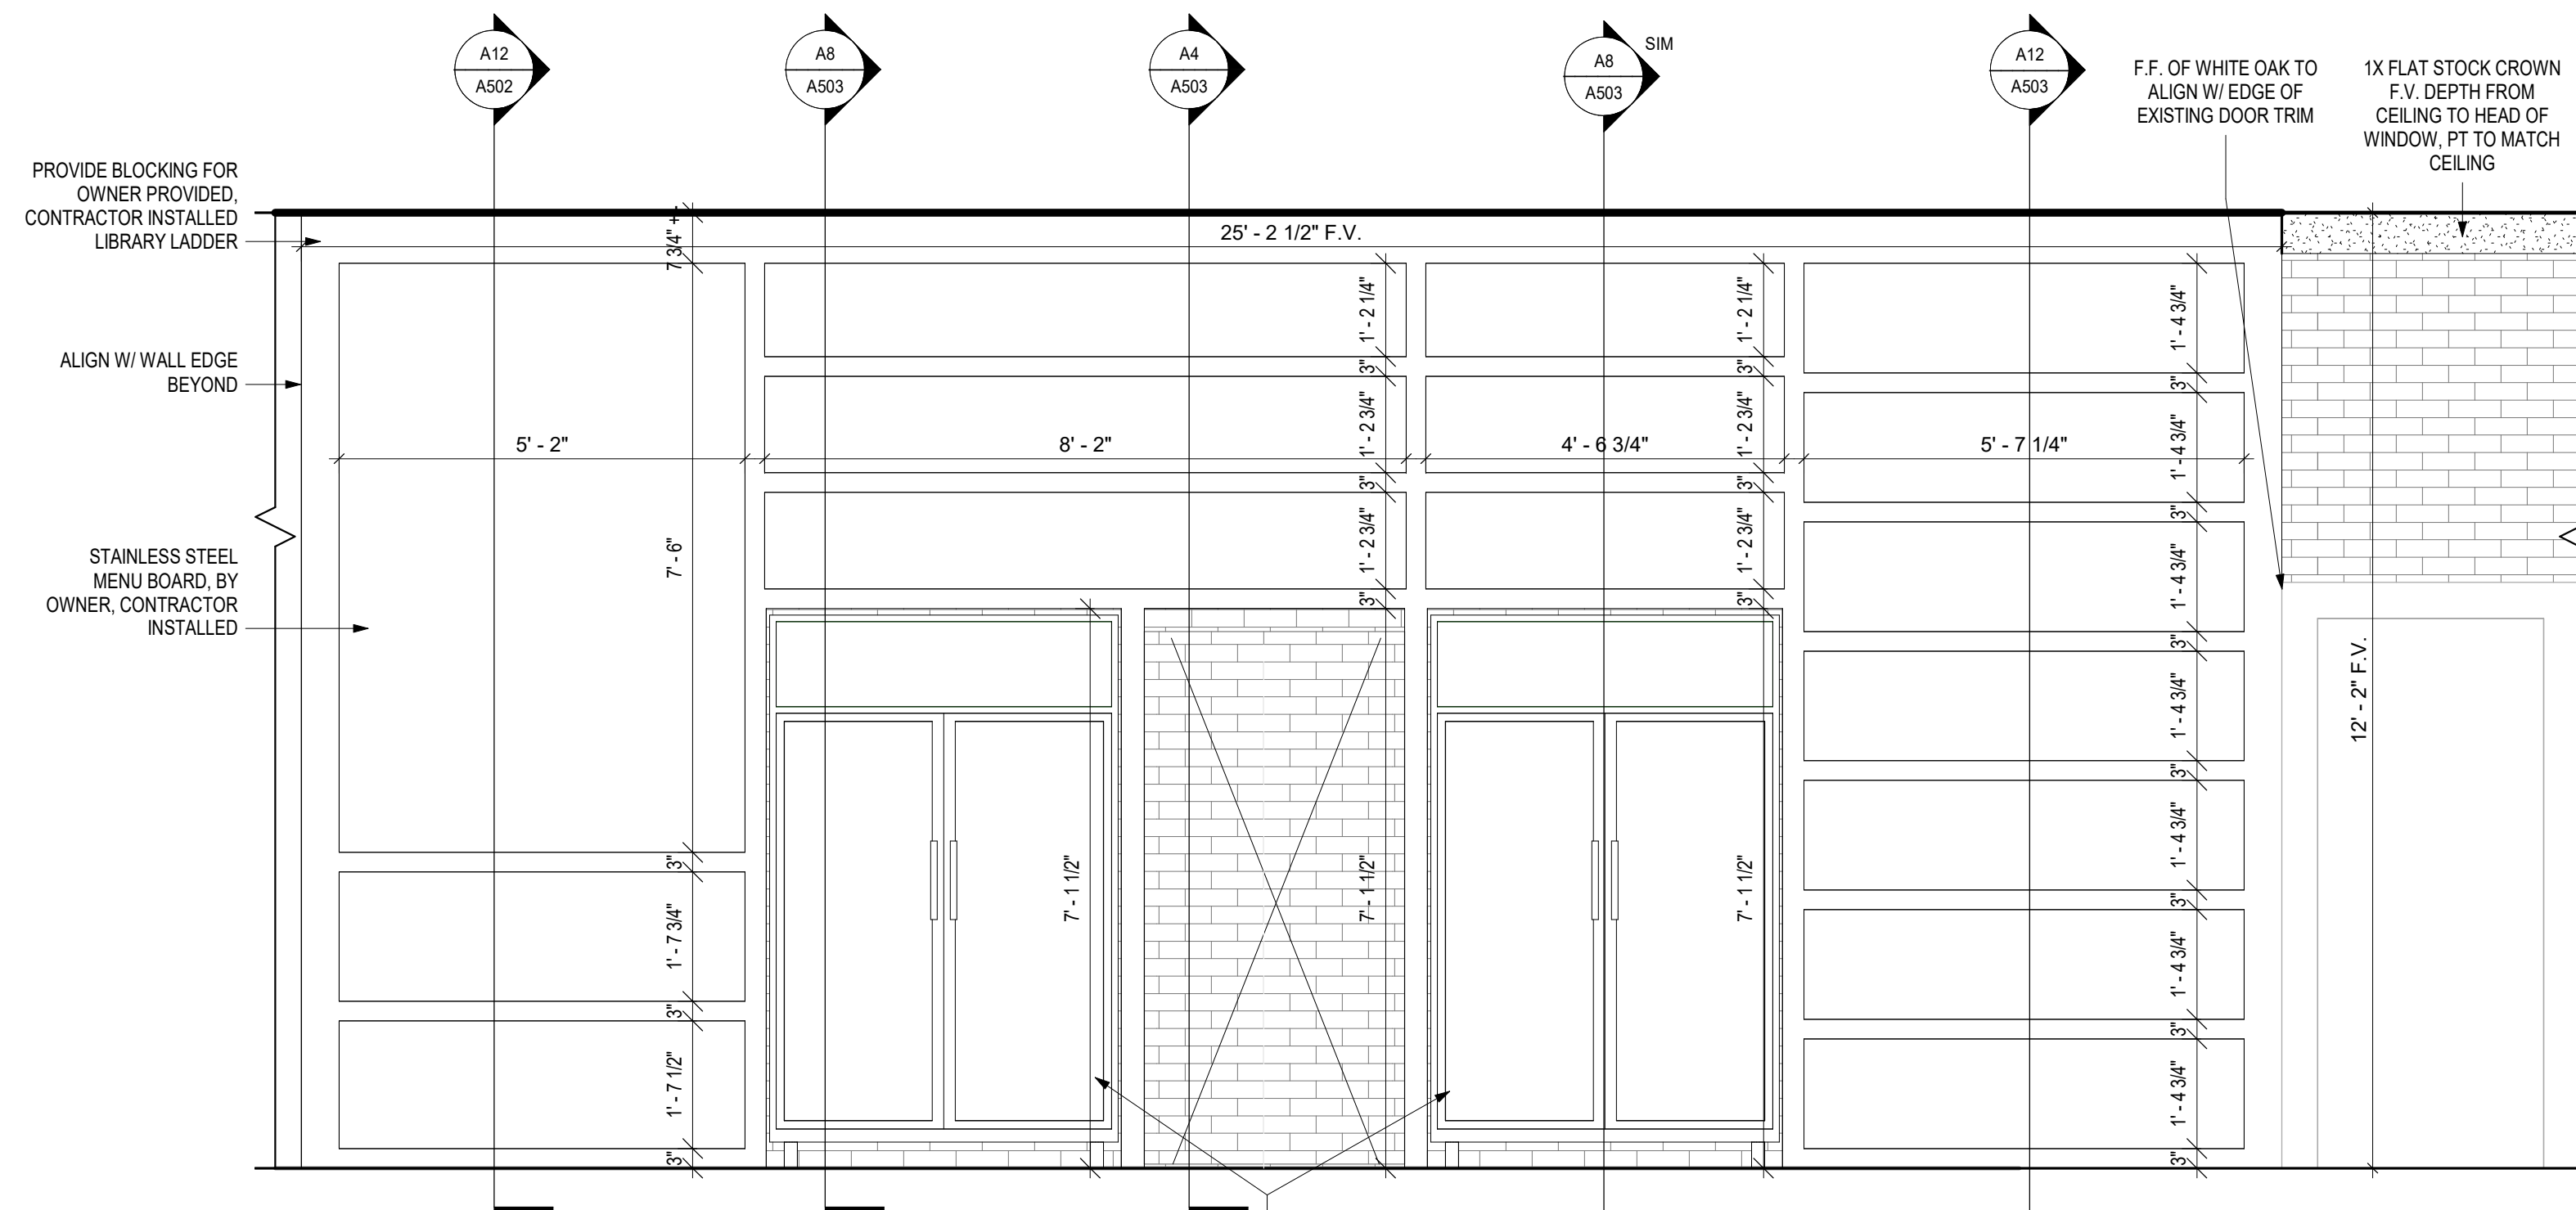 A12
A502
A8
A503
A4
A503
A8
A503
SIM
A12
A503
F.F. OF WHITE OAK TO
ALIGN W/ EDGE OF
EXISTING DOOR TRIM
1X FLAT STOCK CROWN
F.V. DEPTH FROM
CEILING TO HEAD OF
WINDOW, PT TO MATCH
CEILING
PROVIDE BLOCKING FOR
OWNER PROVIDED,
CONTRACTOR INSTALLED
LIBRARY LADDER
ALIGN W/ WALL EDGE
BEYOND
STAINLESS STEEL
MENU BOARD, BY
OWNER, CONTRACTOR
INSTALLED
25' - 2 1/2" F.V.
5' - 2"
8' - 2"
4' - 6 3/4"
5' - 7 1/4"
7 3/4" +-
7' - 6"
3"
1' - 7 3/4"
3"
1' - 7 1/2"
3"
7' - 1 1/2"
1' - 2 1/4"
3"
1' - 2 3/4"
3"
1' - 2 3/4"
3"
7' - 1 1/2"
1' - 2 1/4"
3"
1' - 2 3/4"
3"
1' - 2 3/4"
3"
7' - 1 1/2"
1' - 4 3/4"
3"
1' - 4 3/4"
3"
1' - 4 3/4"
3"
1' - 4 3/4"
3"
1' - 4 3/4"
3"
1' - 4 3/4"
3"
1' - 4 3/4"
3"
12' - 2" F.V.